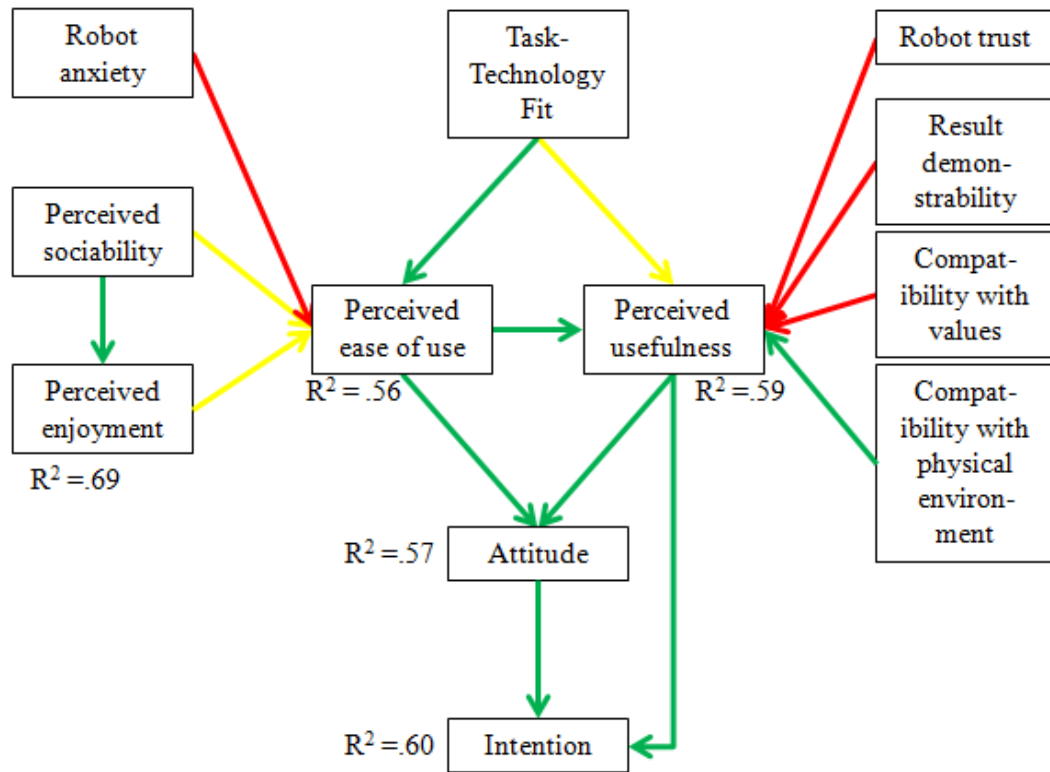 Robot
anxiety
Task-
Technology
Fit
Robot trust
Result
demon-
strability
Perceived
sociability
Compat-
ibility with
values
Perceived
ease of use
R² =.56
Perceived
usefulness
R² =.59
Perceived
enjoyment
R² =.69
Compat-
ibility with
physical
environ-
ment
R² =.57
Attitude
R² =.60
Intention